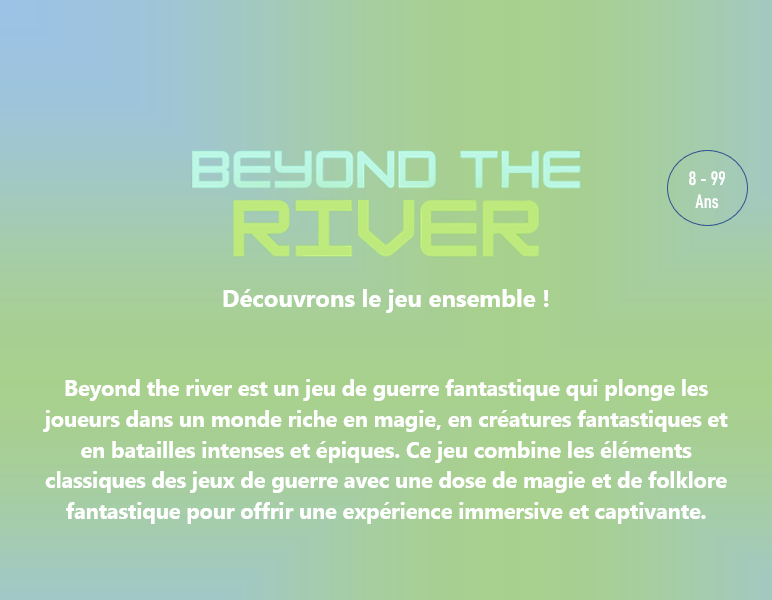 BEYOND THE
RIVER
8 - 99
Ans
Découvrons le jeu ensemble !
Beyond the river est un jeu de guerre fantastique qui plonge les
joueurs dans un monde riche en magie, en créatures fantastiques et
en batailles intenses et épiques. Ce jeu combine les éléments
classiques des jeux de guerre avec une dose de magie et de folklore
fantastique pour offrir une expérience immersive et captivante.